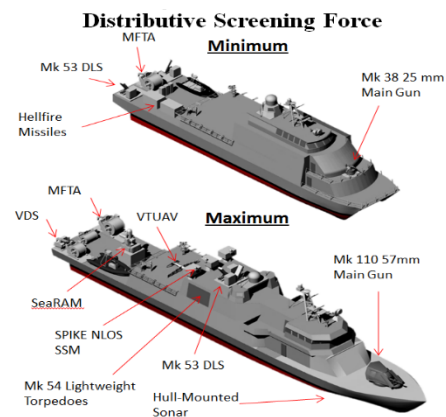 Distributive Screening Force
Minimum
MFTA
Mk 53 DLS
Mk 38 25 mm
Main Gun
Hellfire
Missiles
Maximum
MFTA
VDS
VTUAV
Mk 110 57mm
Main Gun
SeaRAM
SPIKE NLOS
SSM
Mk 53 DLS
Mk 54 Lightweight
Torpedoes
Hull-Mounted
Sonar